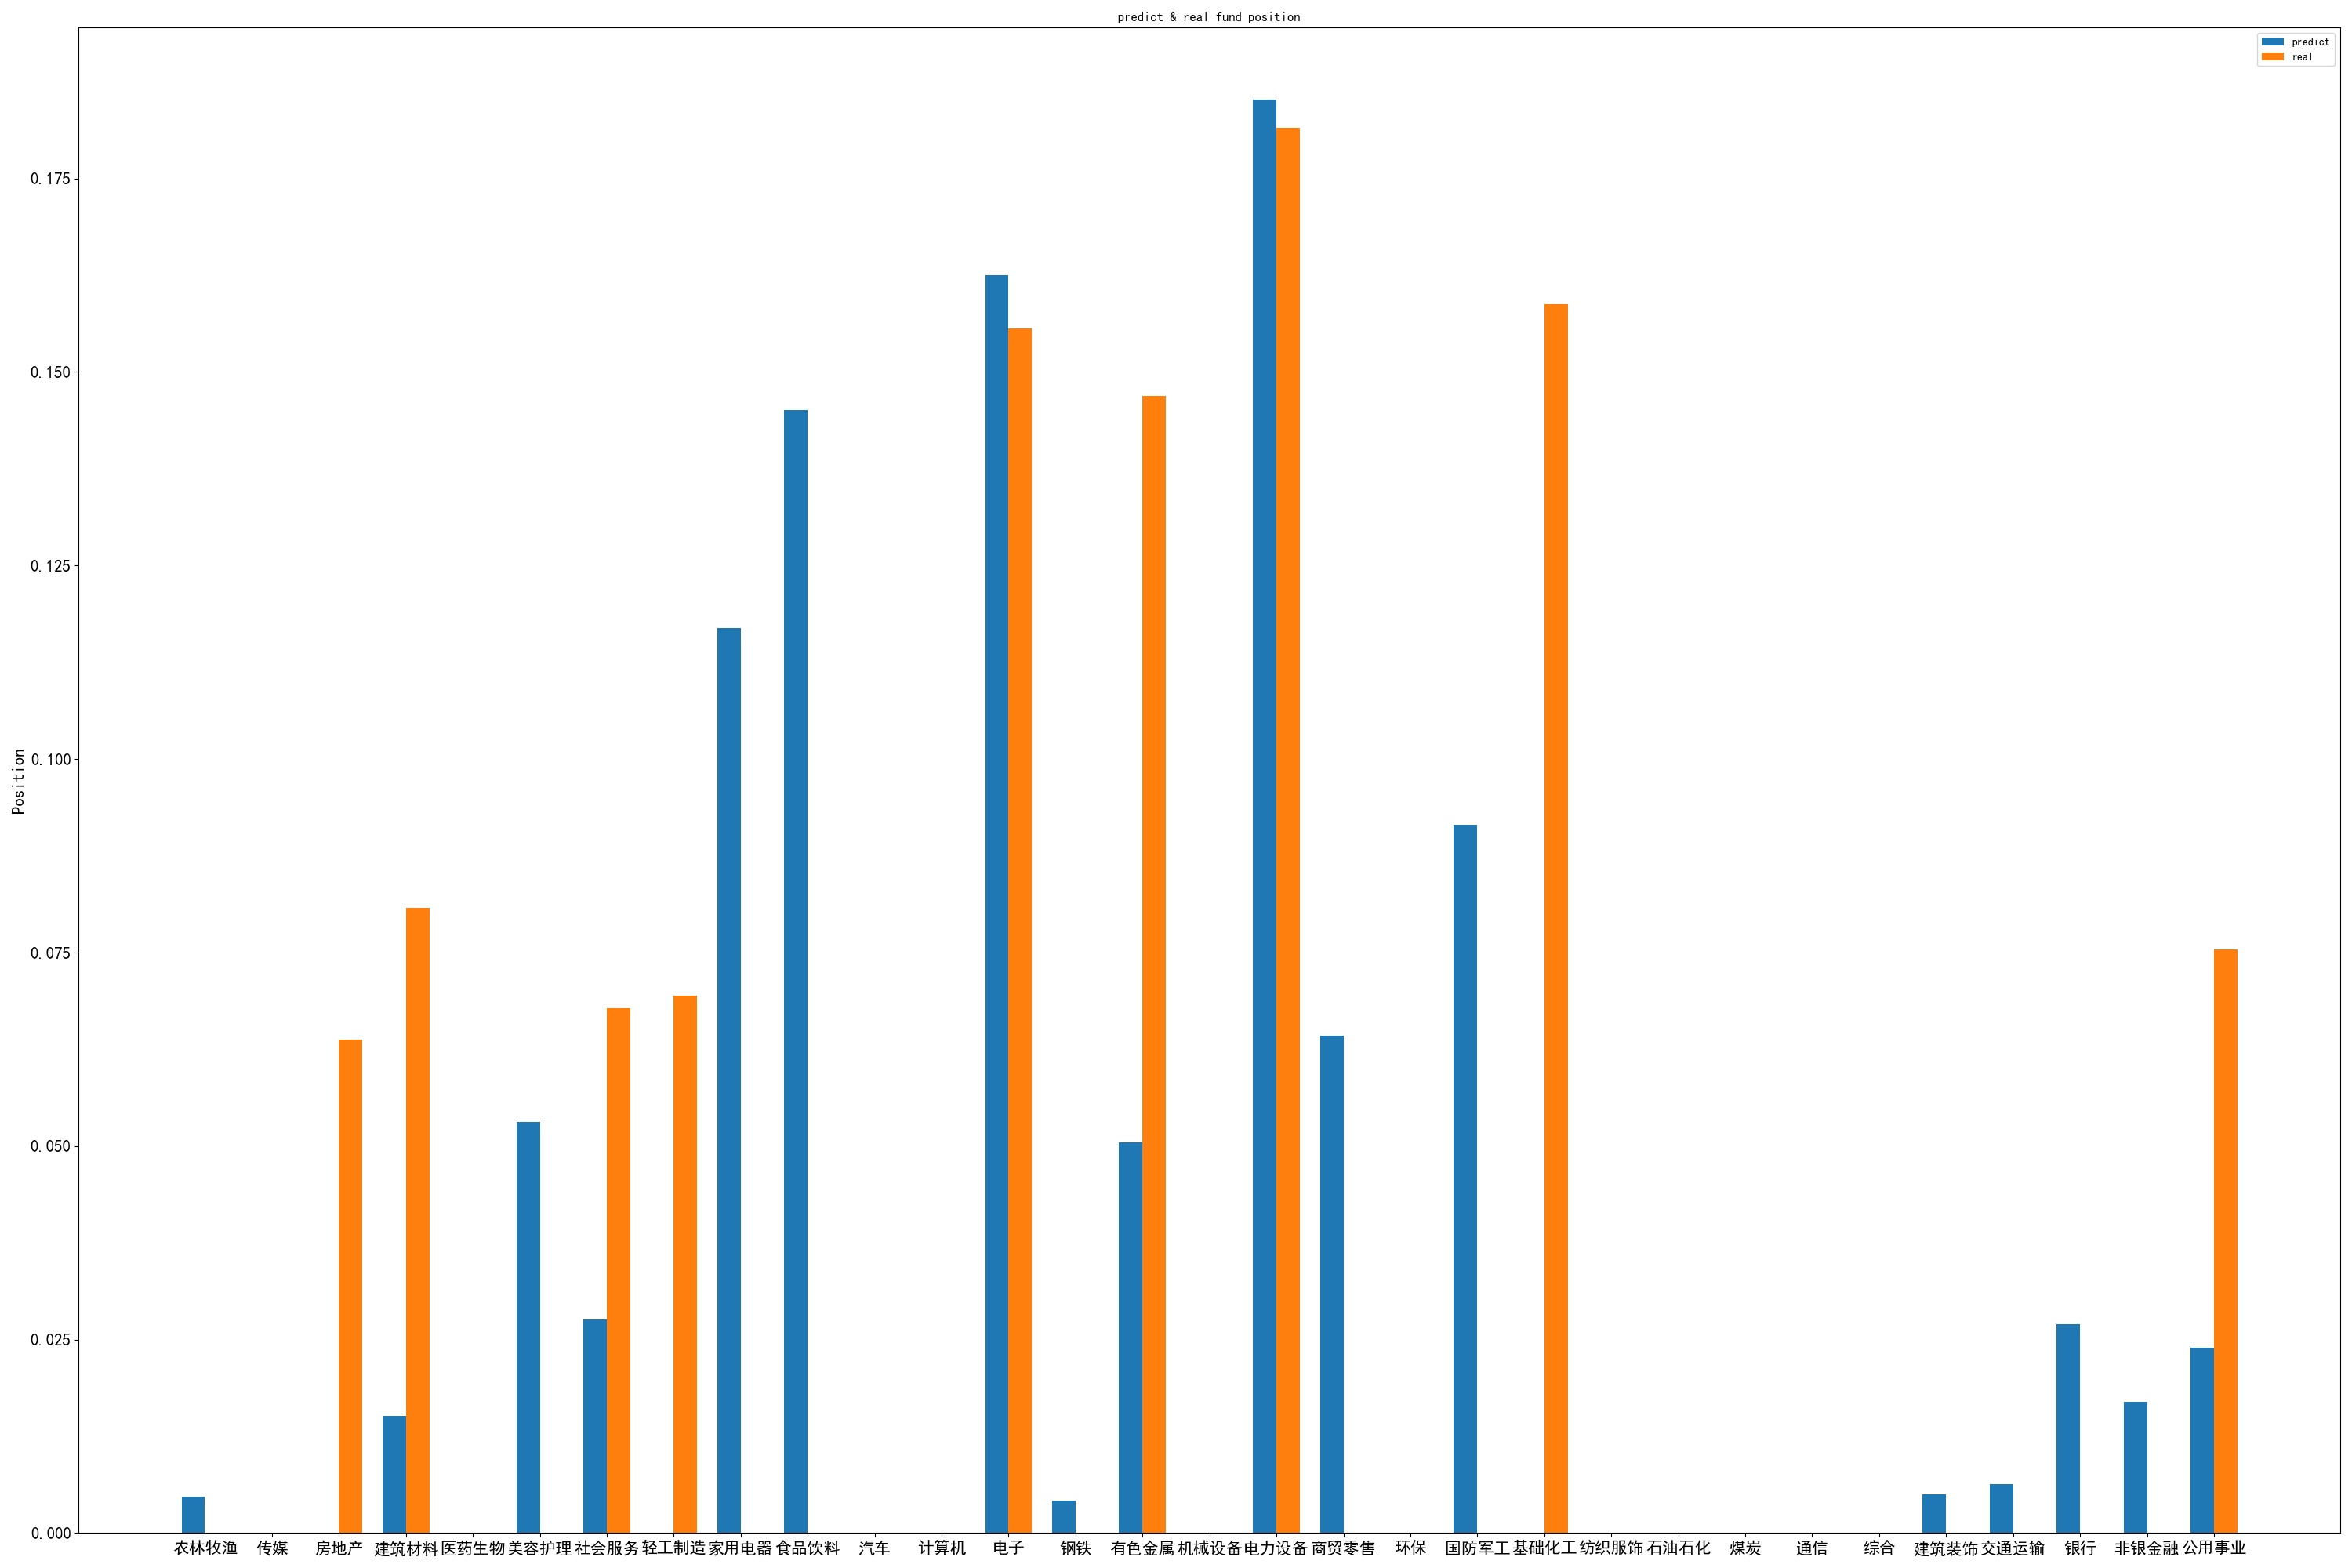 predict & real fund position
predict
real
0.175
0.150
0.125
0.100
0.075
0.050
0.025
0.000
Position
农林牧渔 传媒 房地产 建筑材料 医药生物 美容护理 社会服务 轻工制造 家用电器 食品饮料 汽车 计算机 电子 钢铁 有色金属 机械设备 电力设备 商贸零售 环保 国防军工 基础化工 纺织服饰 石油石化 煤炭 通信 综合 建筑装饰 交通运输 银行 非银金融 公用事业